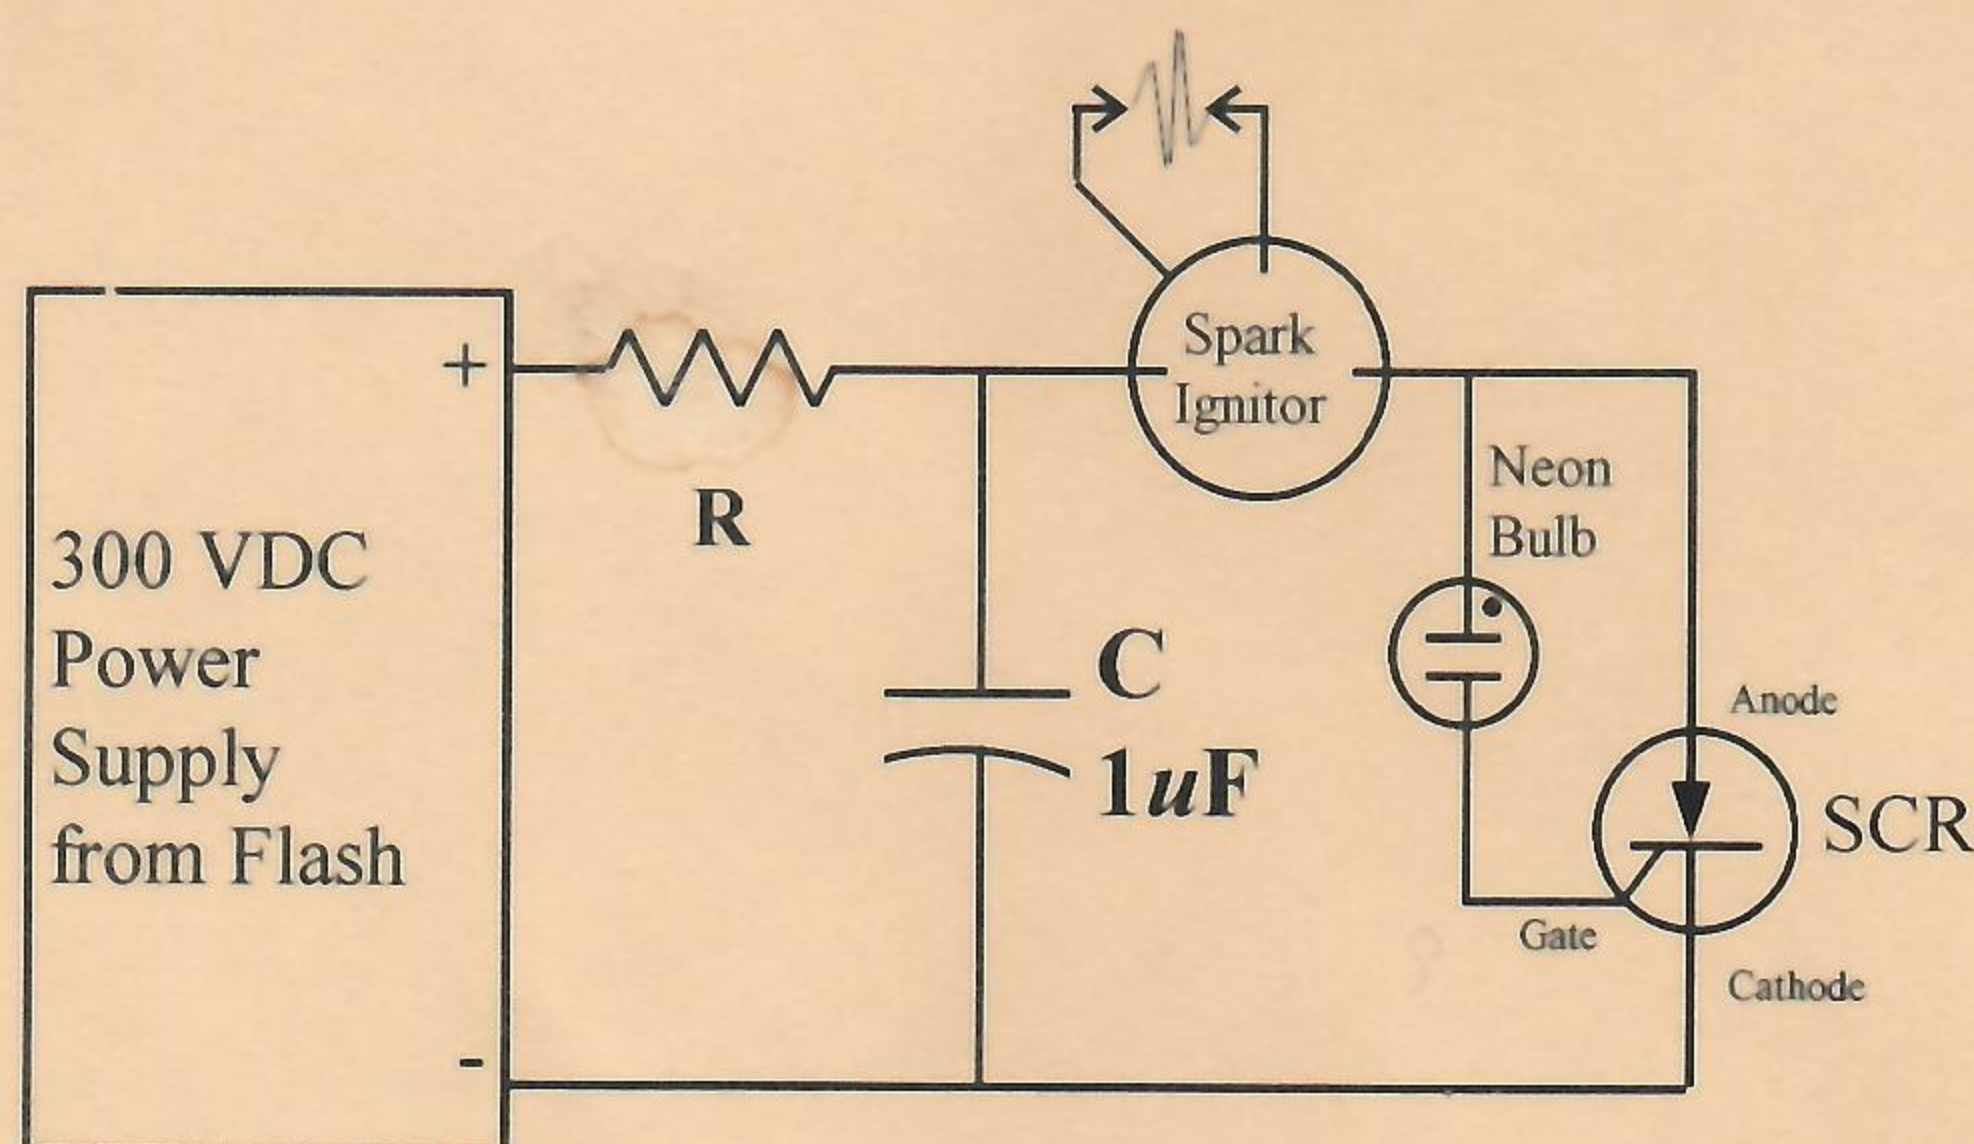 +
Spark
Ignitor
R
Neon
Bulb
300 VDC
Power
Supply
from Flash
C
1uF
Anode
SCR
Gate
Cathode
-